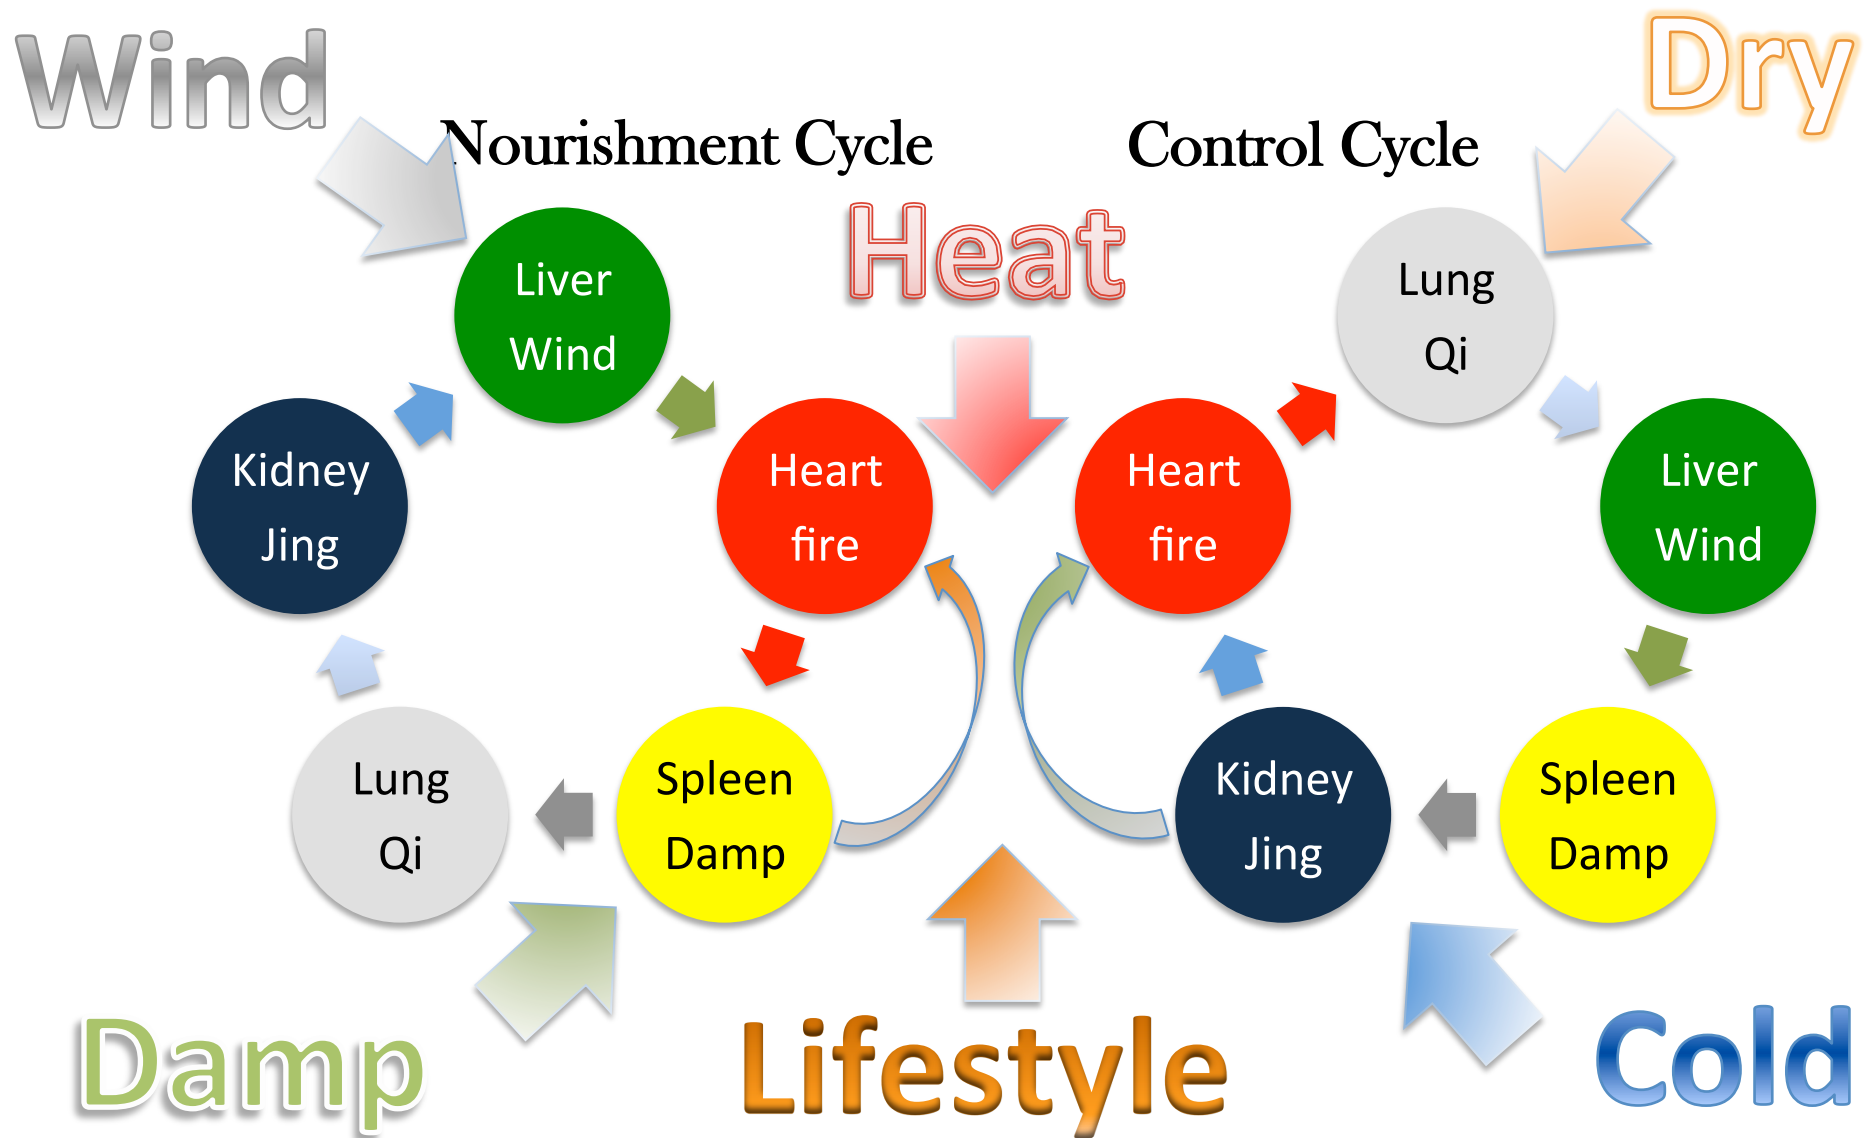 Wind
Dry
Nourishment Cycle
Control Cycle
Heat
Liver
Wind
Heart
fire
Spleen
Damp
Lung
Qi
Kidney
Jing
Lung
Qi
Liver
Wind
Spleen
Damp
Kidney
Jing
Heart
fire
Damp
Lifestyle
Cold